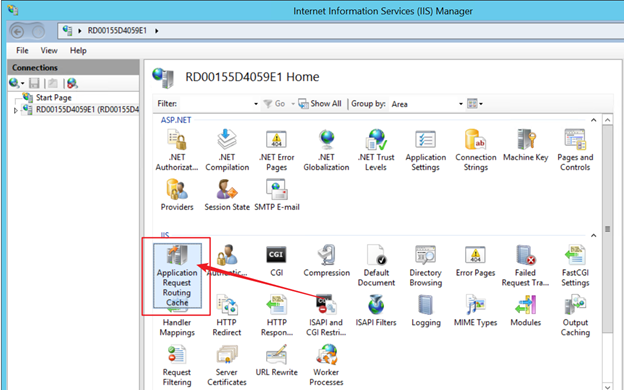 Internet Information Services (IIS) Manager
RD00155D4059E1
File View Help
Connections
Start Page
RD00155D4059E1 (RD00155D4
RD00155D4059E1 Home
Filter: Go Show All Group by: Area
ASP.NET
.NET Authorizat...
.NET Compilation
.NET Error Pages
.NET Globalization
.NET Trust Levels
Application Settings
Connection Strings
Machine Key
Pages and Controls
Providers
Session State
SMTP E-mail
IIS
Application Request Routing Cache
Authentic...
CGI
Compression
Default Document
Directory Browsing
Error Pages
Failed Request Tra...
FastCGI Settings
Handler Mappings
HTTP Redirect
HTTP Respon...
ISAPI and CGI Restri...
ISAPI Filters
Logging
MIME Types
Modules
Output Caching
Request Filtering
Server Certificates
URL Rewrite
Worker Processes